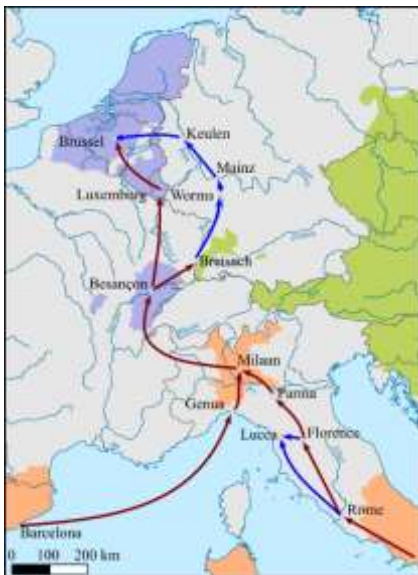 Brussel
Keulen
Mainz
Luxemburg
Worms
Breisach
Besançon
Milaan
Parma
Genua
Lucca
Florence
Rome
Barcelona
0 100 200 km